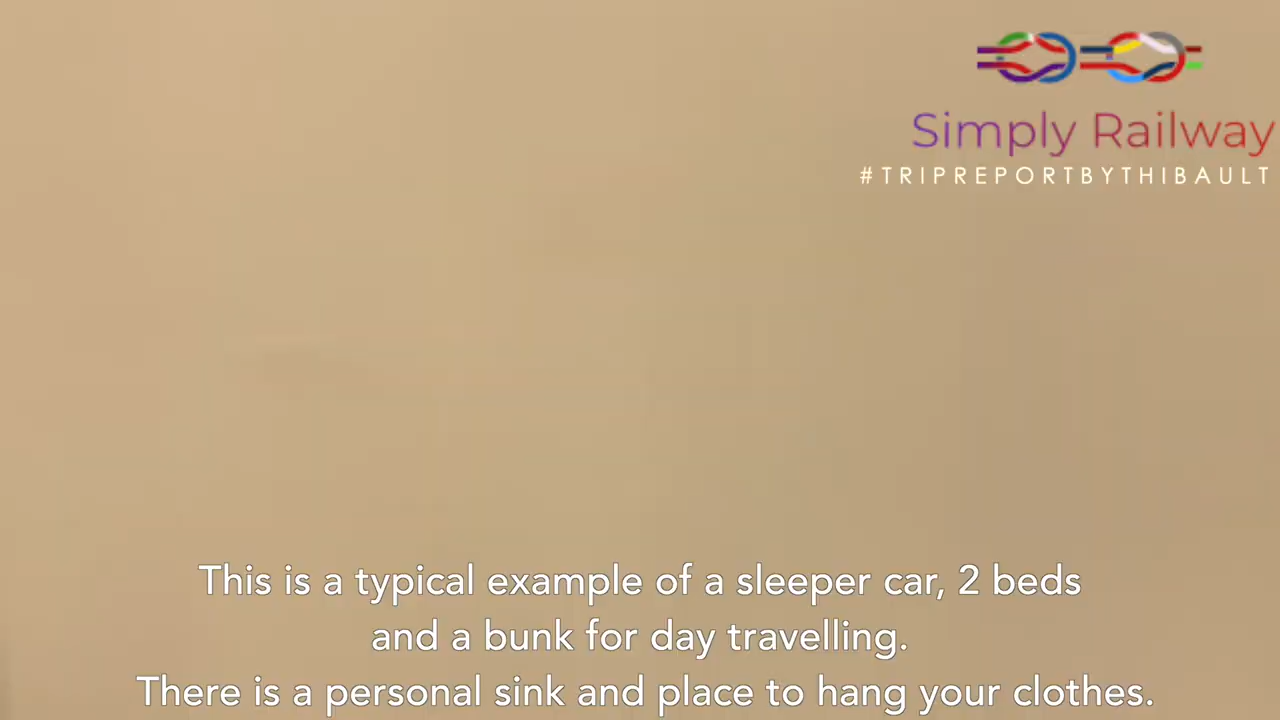 Simply Railway
#TRIPREPORTBYTHIBAULT
This is a typical example of a sleeper car, 2 beds
and a bunk for day travelling.
There is a personal sink and place to hang your clothes.